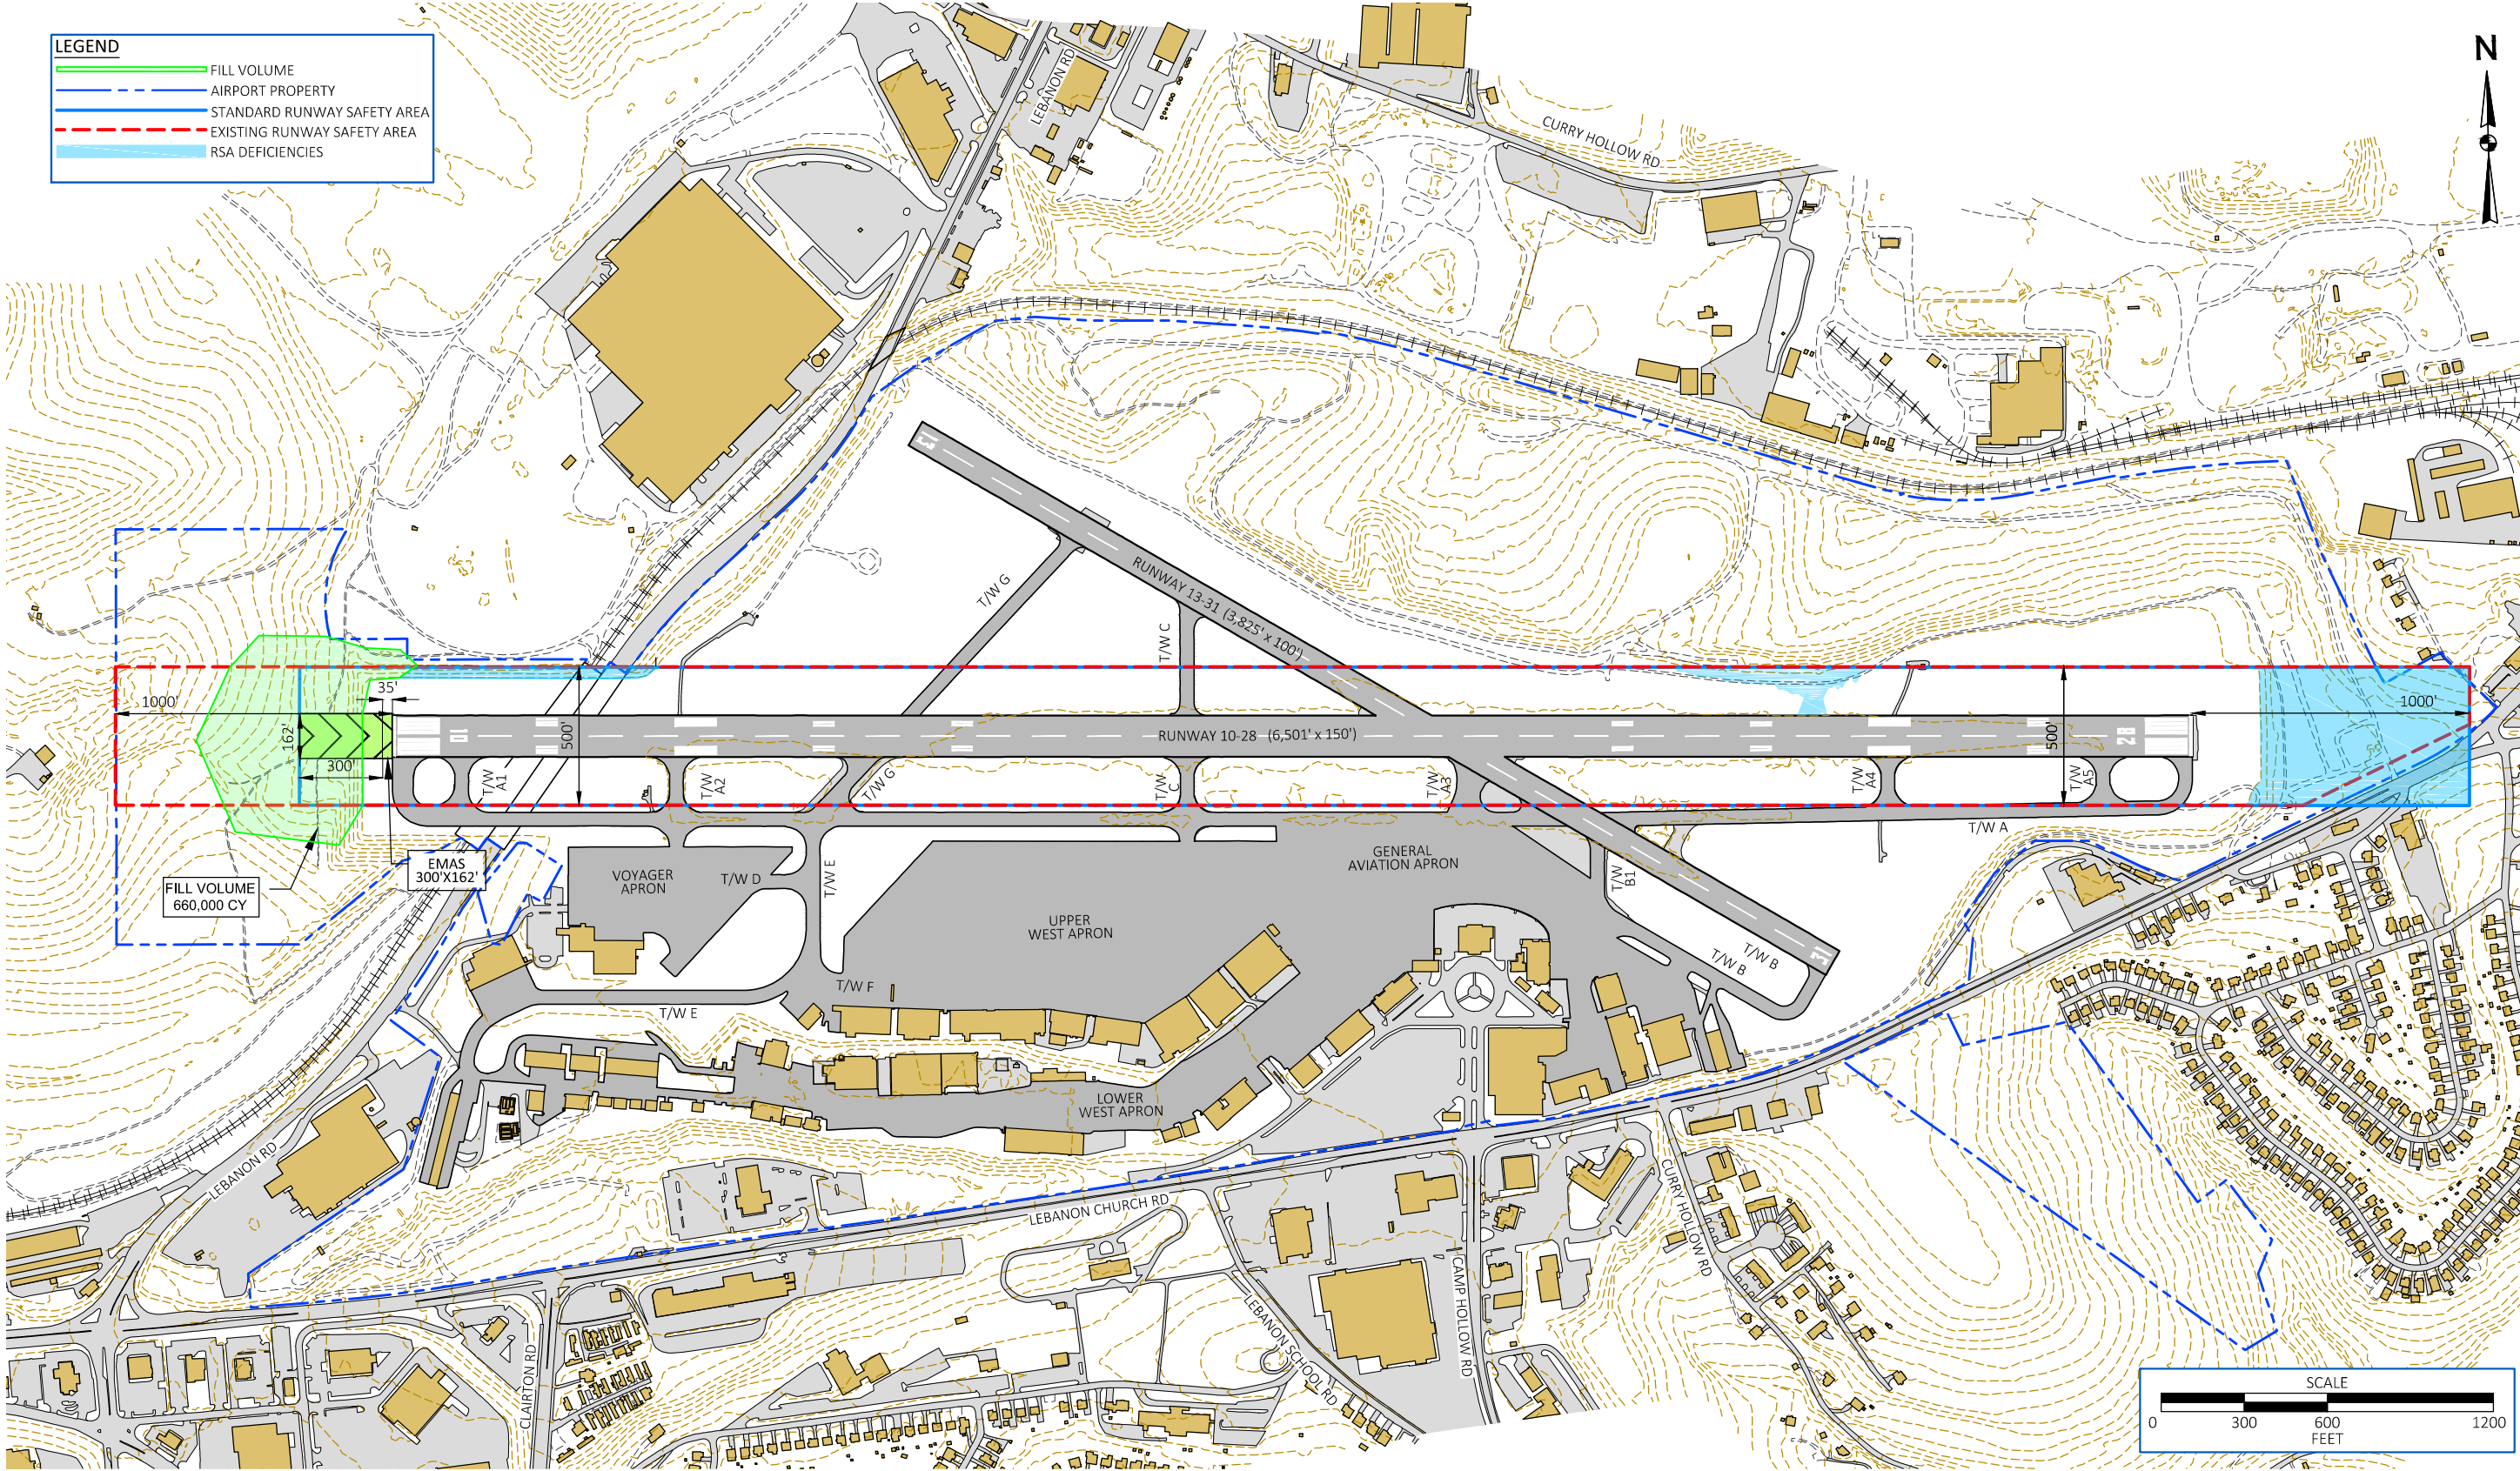 LEGEND
FILL VOLUME
AIRPORT PROPERTY
STANDARD RUNWAY SAFETY AREA
EXISTING RUNWAY SAFETY AREA
RSA DEFICIENCIES
N
LEBANON RD
CURRY HOLLOW RD
13
RUNWAY 13-31 (3,825' x 100')
T/W G
T/W C
1000'
35'
162'
300'
10
500'
RUNWAY 10-28 (6,501' x 150')
28
500'
1000'
T/W
A1
T/W
A2
T/W G
T/W
C
T/W
A3
T/W
A4
T/W
A5
T/W A
EMAS
300'X162'
FILL VOLUME
660,000 CY
VOYAGER
APRON
T/W D
T/W E
GENERAL
AVIATION APRON
T/W
B1
UPPER
WEST APRON
T/W B
T/W B
31
T/W F
T/W E
LOWER
WEST APRON
LEBANON RD
LEBANON CHURCH RD
CURRY HOLLOW RD
CAMP HOLLOW RD
LEBANON SCHOOL RD
CLAIRTON RD
SCALE
0 300 600 1200
FEET